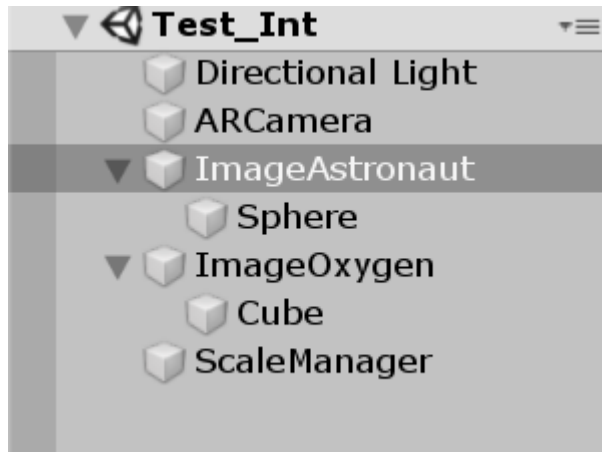 Test_Int
Directional Light
ARCamera
ImageAstronaut
Sphere
ImageOxygen
Cube
ScaleManager